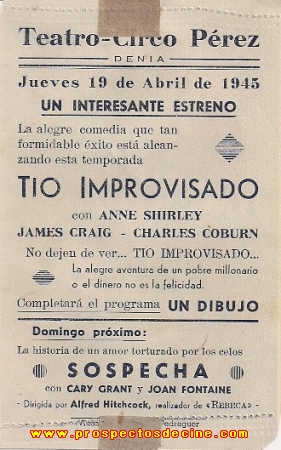 Teatro-Circo Pérez
DENIA
Jueves 19 de Abril de 1945
UN INTERESANTE ESTRENO
La alegre comedia que tan
formidable éxito está alcan-
zando esta temporada
TIO IMPROVISADO
con ANNE SHIRLEY
JAMES CRAIG - CHARLES COBURN
No dejen de ver... TIO IMPROVISADO...
La alegre aventura de un pobre millonario
o el dinero no es la felicidad.
Completará el programa UN DIBUJO
Domingo próximo:
La historia de un amor torturado por los celos
SOSPECHA
con CARY GRANT y JOAN FONTAINE
- Dirigida por Alfred Hitchcock, realizador de «REBECA» -
www.prospectosdecine.com